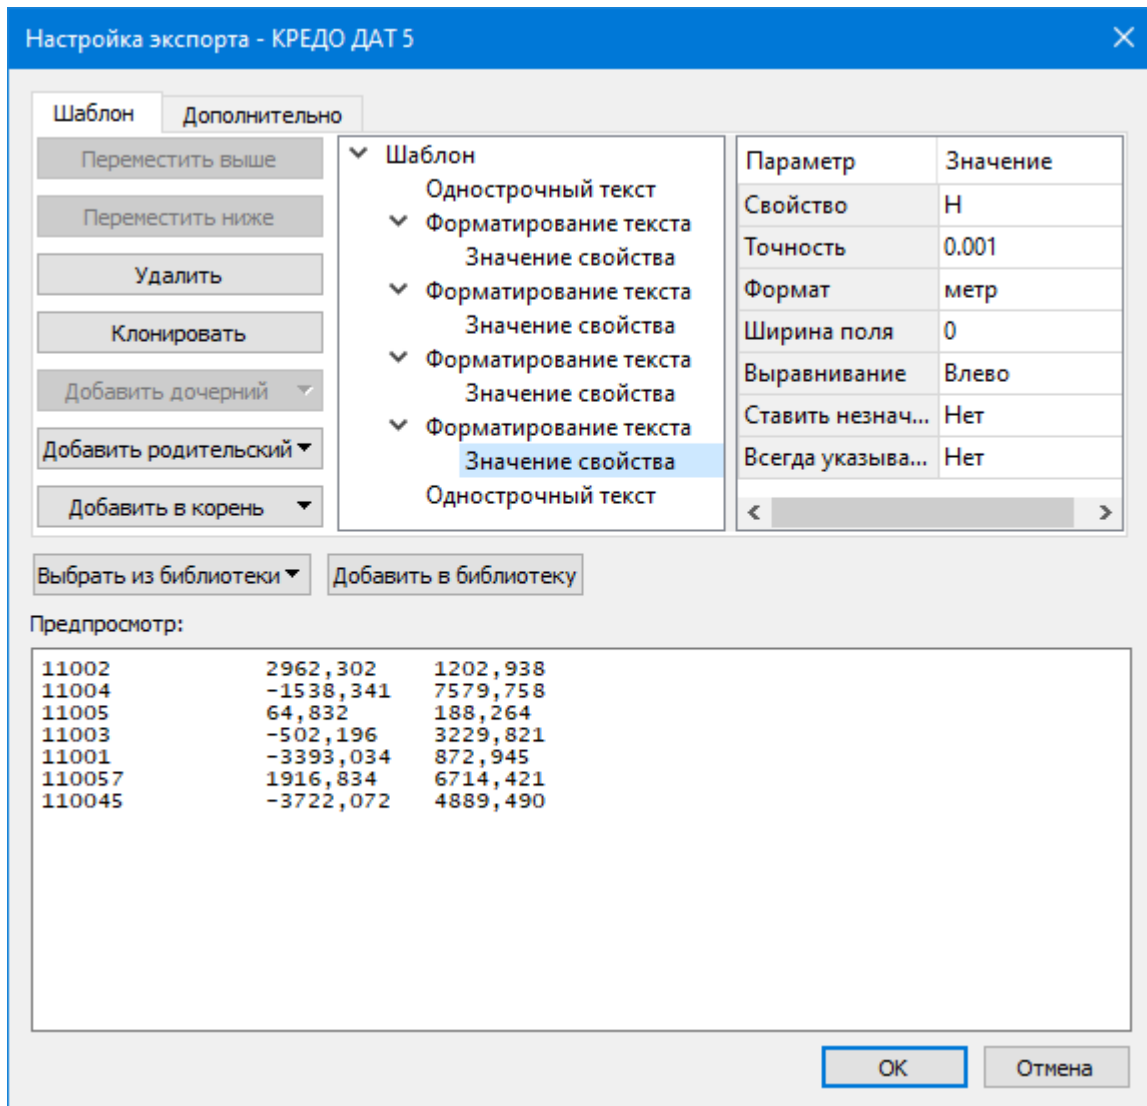 Настройка экспорта - КРЕДО ДАТ 5
Шаблон Дополнительно
Переместить выше
Переместить ниже
Удалить
Клонировать
Добавить дочерний
Добавить родительский
Добавить в корень
Шаблон
Однострочный текст
Форматирование текста
Значение свойства
Форматирование текста
Значение свойства
Форматирование текста
Значение свойства
Форматирование текста
Значение свойства
Однострочный текст
Параметр Значение
Свойство H
Точность 0.001
Формат метр
Ширина поля 0
Выравнивание Влево
Ставить незнач... Нет
Всегда указыва... Нет
Выбрать из библиотеки Добавить в библиотеку
Предпросмотр:
11002 2962,302 1202,938
11004 -1538,341 7579,758
11005 64,832 188,264
11003 -502,196 3229,821
11001 -3393,034 872,945
110057 1916,834 6714,421
110045 -3722,072 4889,490
OK Отмена